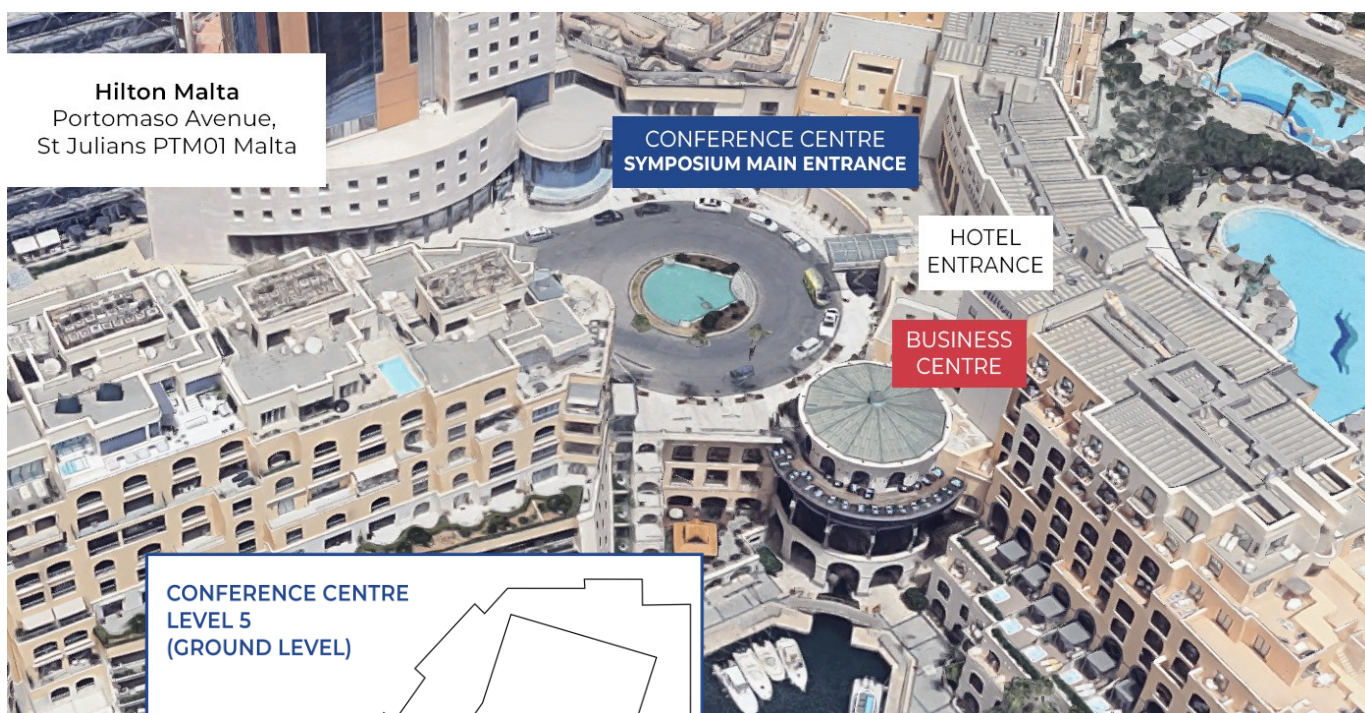 Hilton Malta
Portomaso Avenue,
St Julians PTM01 Malta
CONFERENCE CENTRE
SYMPOSIUM MAIN ENTRANCE
HOTEL
ENTRANCE
Hilton
BUSINESS
CENTRE
CONFERENCE CENTRE
LEVEL 5
(GROUND LEVEL)